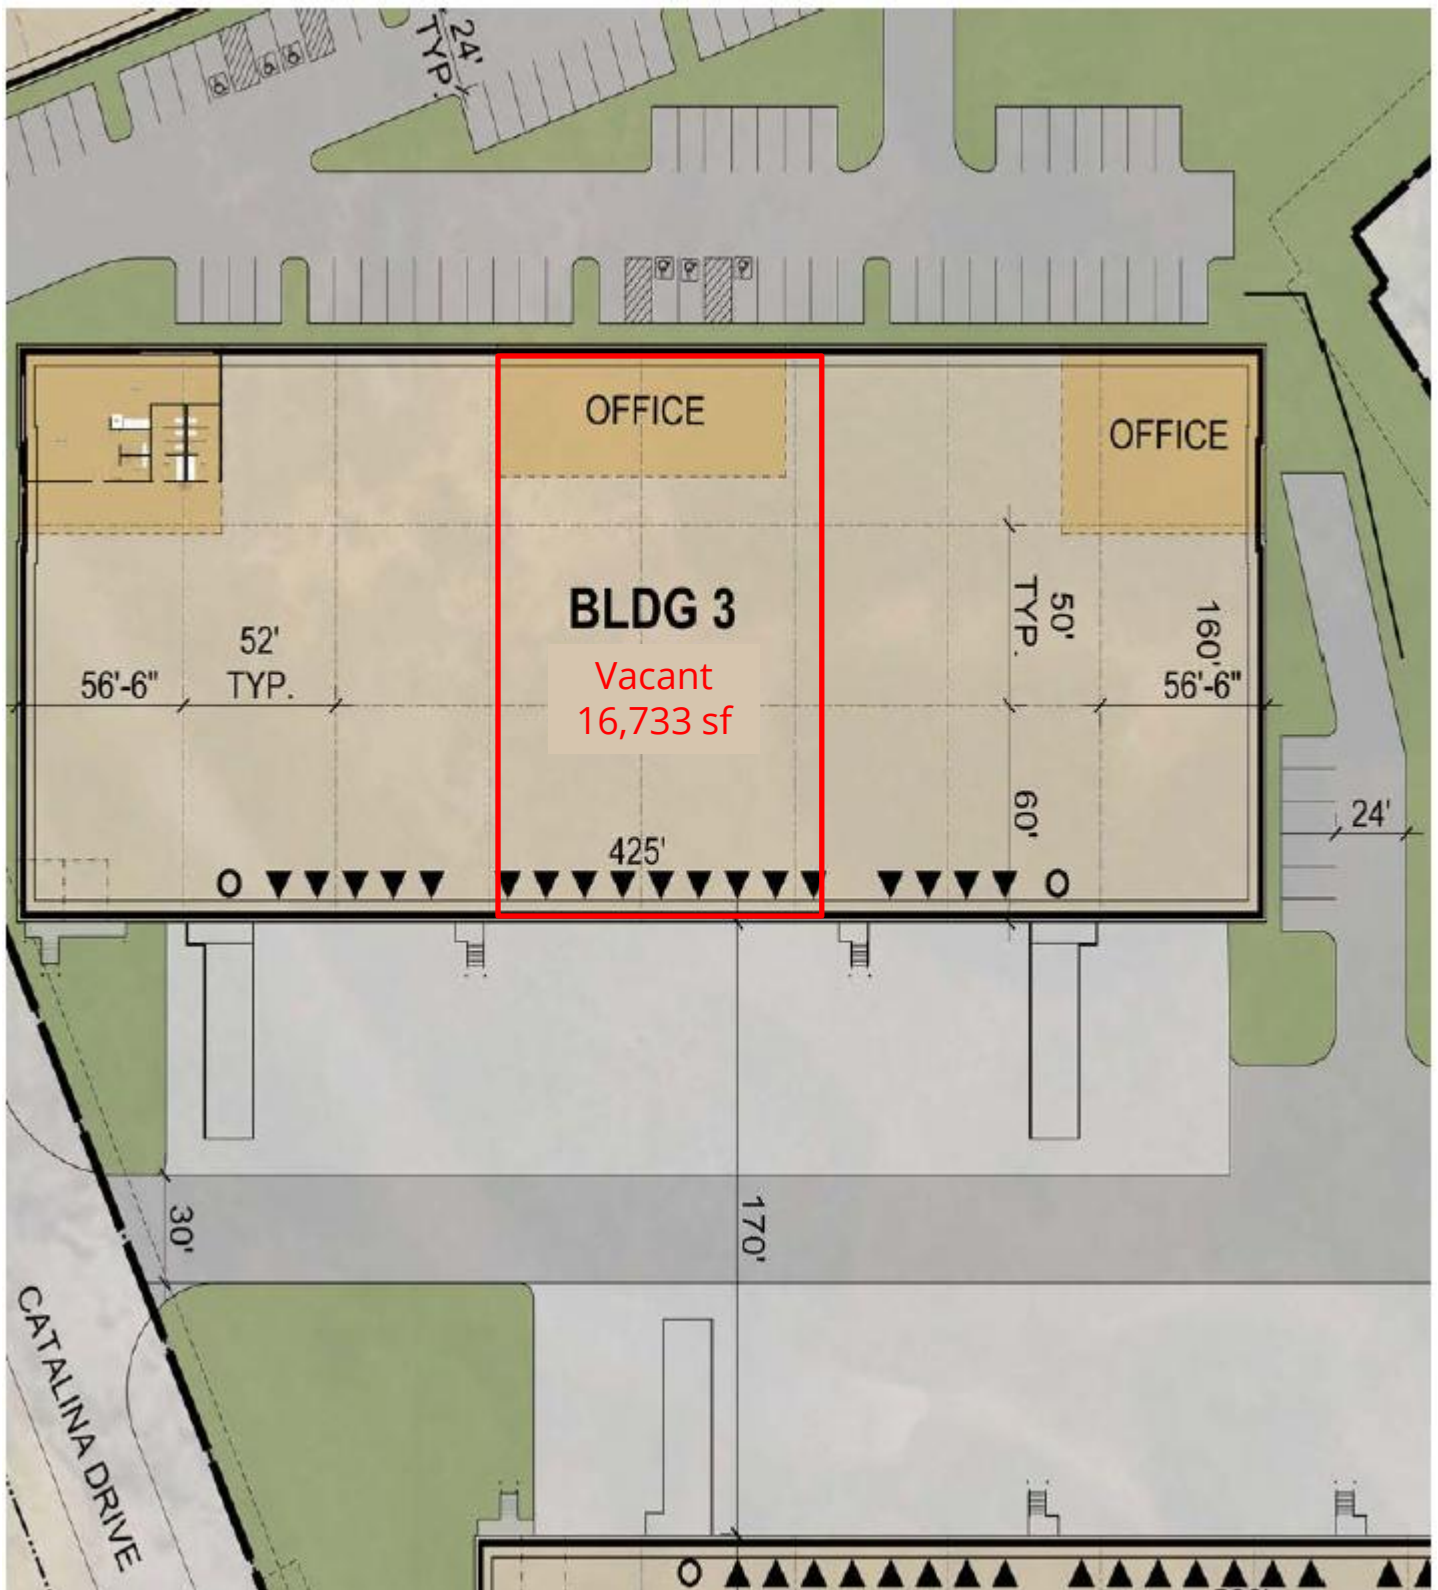 24'
TYP.
OFFICE
OFFICE
BLDG 3
Vacant
16,733 sf
52'
TYP.
56'-6"
50'
TYP.
160'
56'-6"
60'
425'
O
O
24'
30'
170'
CATALINA DRIVE
O